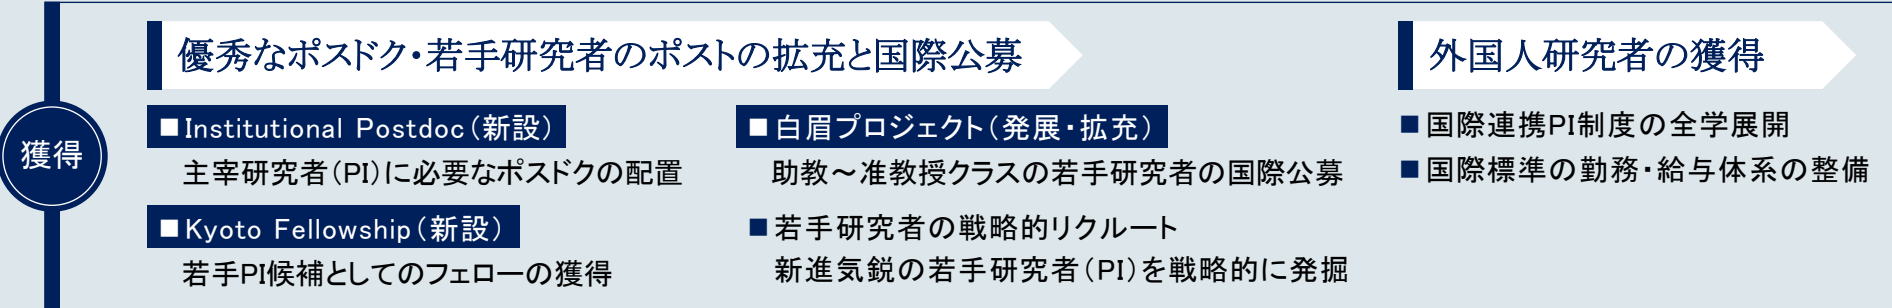 獲得
優秀なポスドク・若手研究者のポストの拡充と国際公募
■Institutional Postdoc（新設）
主宰研究者（PI）に必要なポスドクの配置
■Kyoto Fellowship（新設）
若手PI候補としてのフェローの獲得
■白眉プロジェクト（発展・拡充）
助教～准教授クラスの若手研究者の国際公募
■若手研究者の戦略的リクルート
新進気鋭の若手研究者（PI）を戦略的に発掘
外国人研究者の獲得
■国際連携PI制度の全学展開
■国際標準の勤務・給与体系の整備